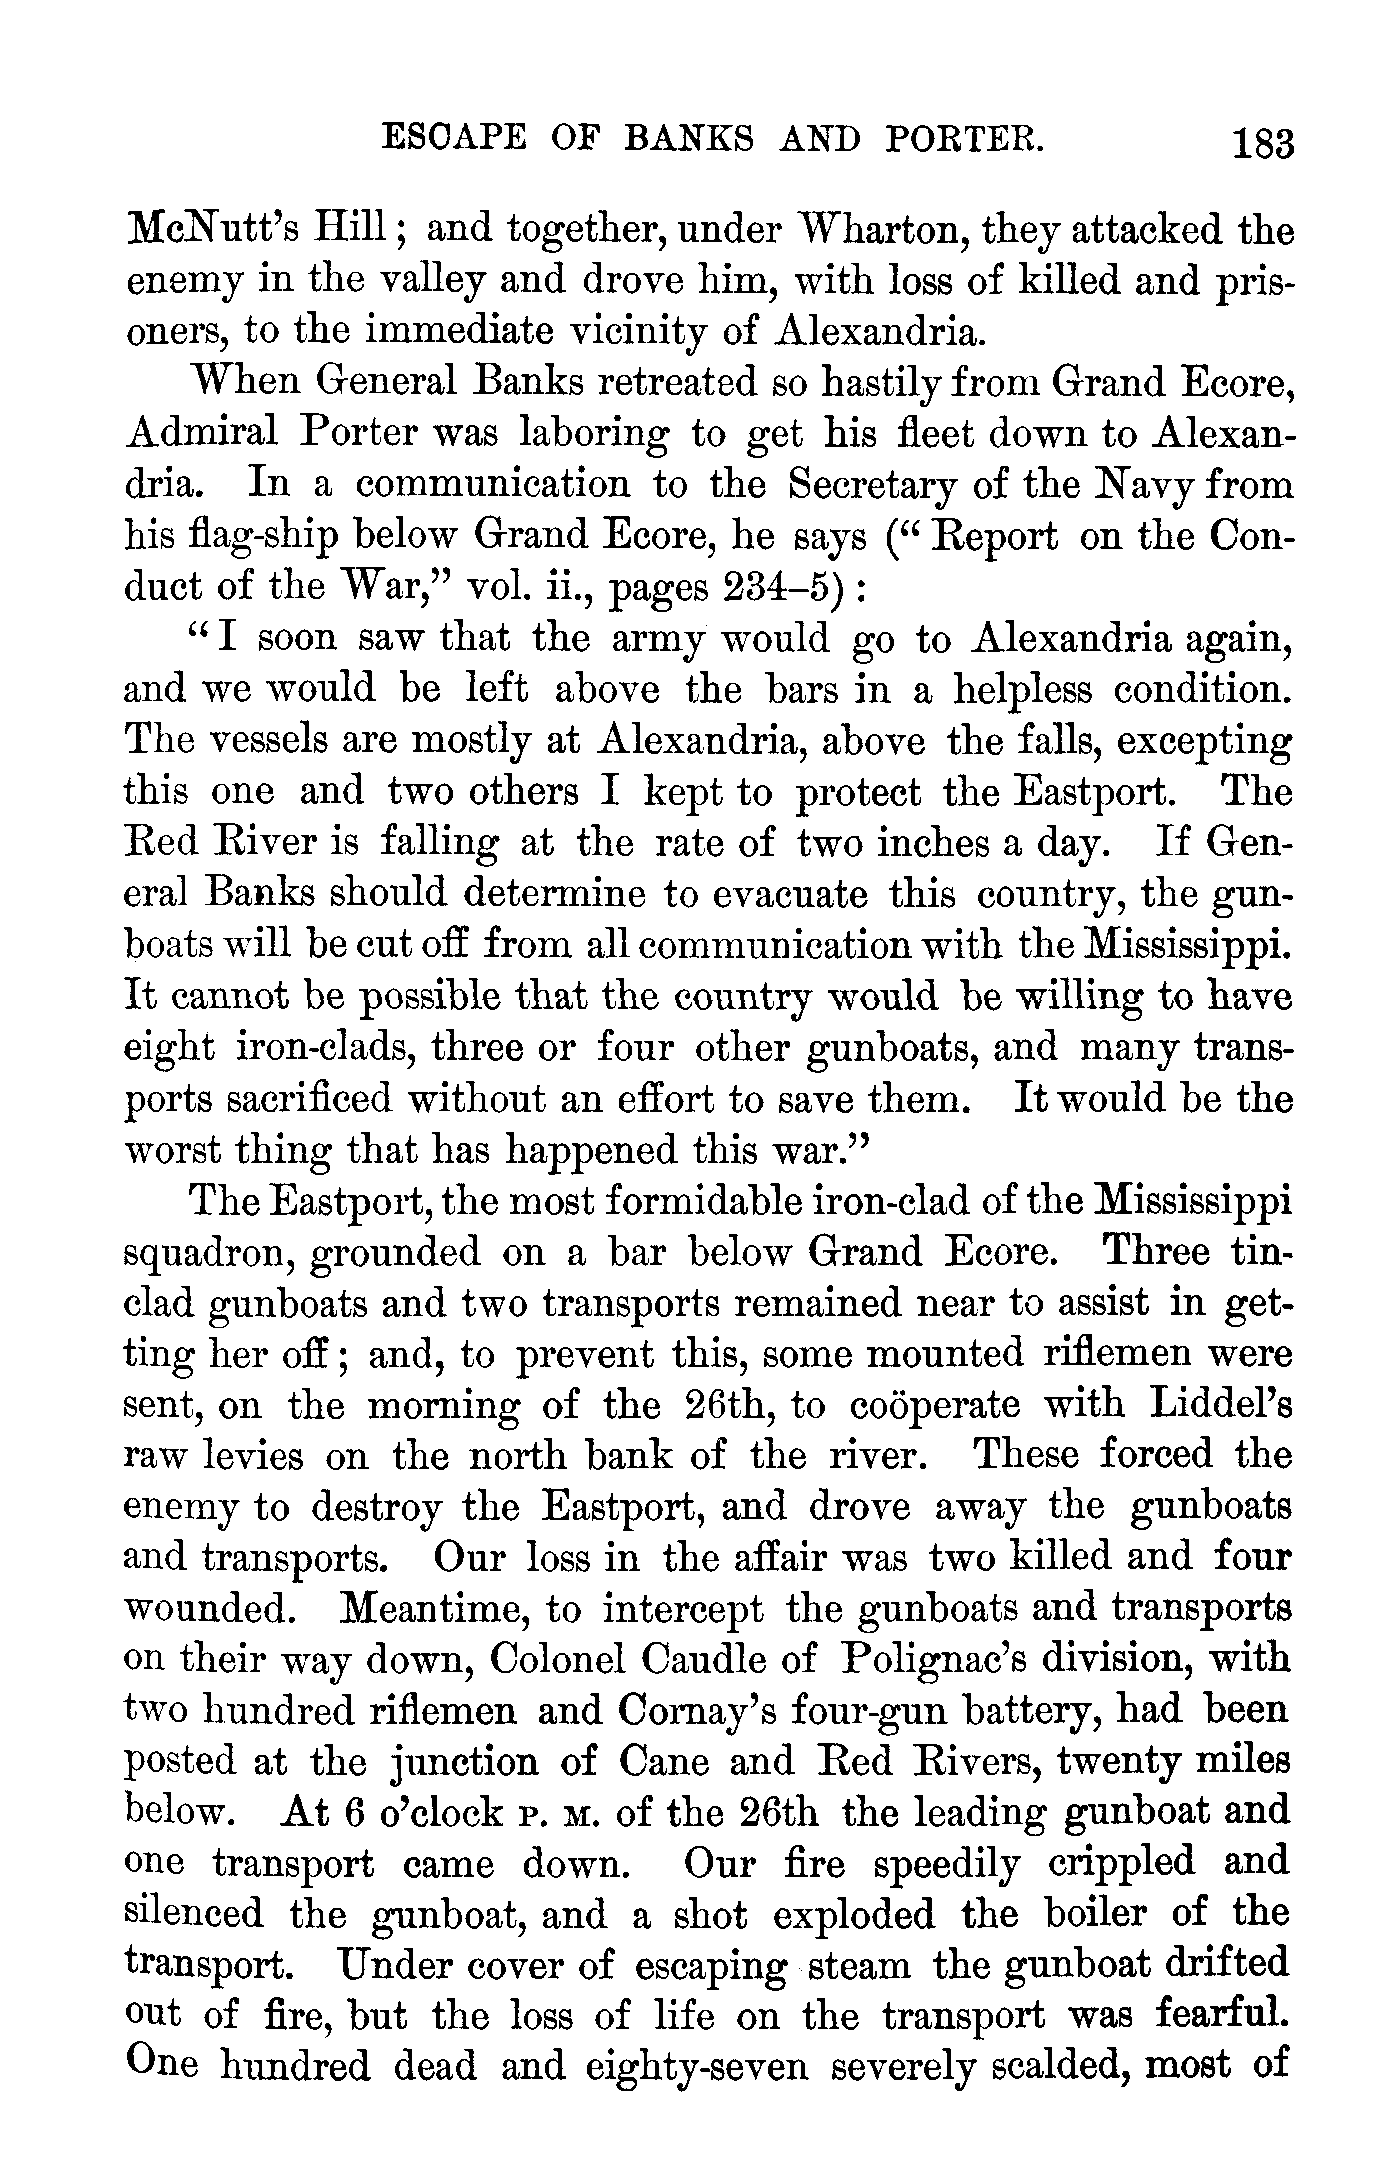 ESCAPE OF BANKS AND PORTER. 183
McNutt's Hill; and together, under Wharton, they attacked the
enemy in the valley and drove him, with loss of killed and pris-
oners, to the immediate vicinity of Alexandria.
When General Banks retreated so hastily from Grand Ecore,
Admiral Porter was laboring to get his fleet down to Alexan-
dria. In a communication to the Secretary of the Navy from
his flag-ship below Grand Ecore, he says ("Report on the Con-
duct of the War," vol. ii., pages 234–5):
"I soon saw that the army would go to Alexandria again,
and we would be left above the bars in a helpless condition.
The vessels are mostly at Alexandria, above the falls, excepting
this one and two others I kept to protect the Eastport. The
Red River is falling at the rate of two inches a day. If Gen-
eral Banks should determine to evacuate this country, the gun-
boats will be cut off from all communication with the Mississippi.
It cannot be possible that the country would be willing to have
eight iron-clads, three or four other gunboats, and many trans-
ports sacrificed without an effort to save them. It would be the
worst thing that has happened this war."
The Eastport, the most formidable iron-clad of the Mississippi
squadron, grounded on a bar below Grand Ecore. Three tin-
clad gunboats and two transports remained near to assist in get-
ting her off; and, to prevent this, some mounted riflemen were
sent, on the morning of the 26th, to coöperate with Liddel's
raw levies on the north bank of the river. These forced the
enemy to destroy the Eastport, and drove away the gunboats
and transports. Our loss in the affair was two killed and four
wounded. Meantime, to intercept the gunboats and transports
on their way down, Colonel Caudle of Polignac's division, with
two hundred riflemen and Cornay's four-gun battery, had been
posted at the junction of Cane and Red Rivers, twenty miles
below. At 6 o'clock P. M. of the 26th the leading gunboat and
one transport came down. Our fire speedily crippled and
silenced the gunboat, and a shot exploded the boiler of the
transport. Under cover of escaping steam the gunboat drifted
out of fire, but the loss of life on the transport was fearful.
One hundred dead and eighty-seven severely scalded, most of